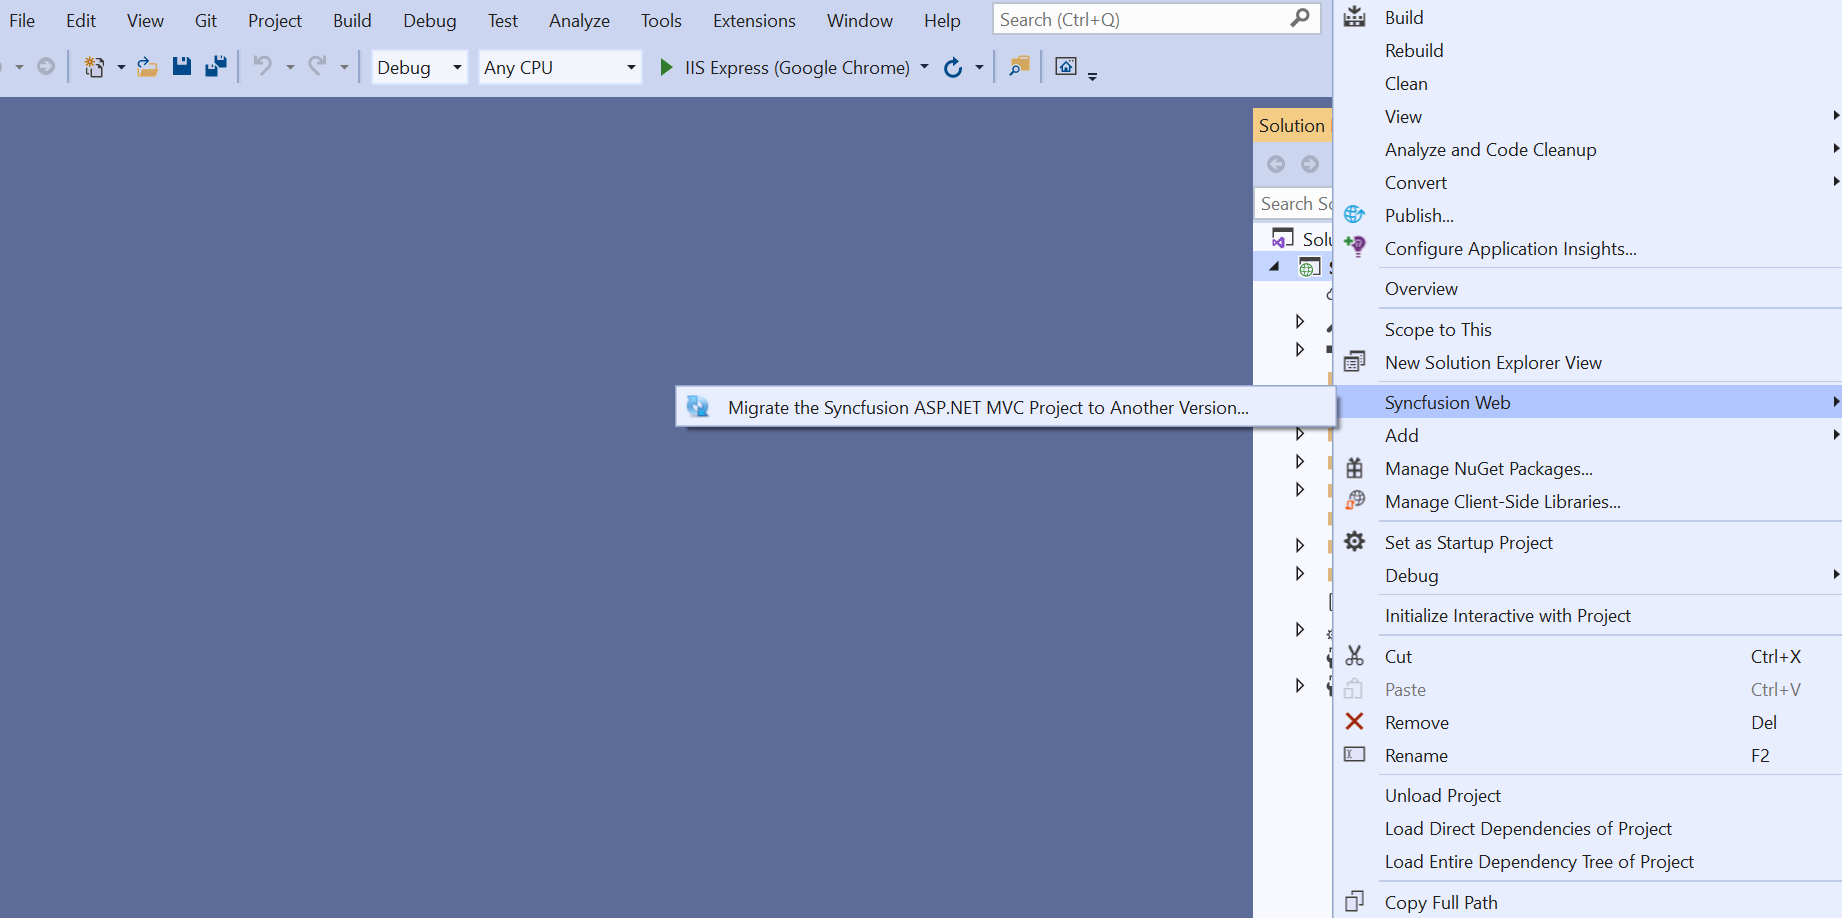 File Edit View Git Project Build Debug Test Analyze Tools Extensions Window Help Search (Ctrl+Q)
Debug Any CPU IIS Express (Google Chrome)
Solution
Search
Migrate the Syncfusion ASP.NET MVC Project to Another Version...
Build
Rebuild
Clean
View
Analyze and Code Cleanup
Convert
Publish...
Configure Application Insights...
Overview
Scope to This
New Solution Explorer View
Syncfusion Web
Add
Manage NuGet Packages...
Manage Client-Side Libraries...
Set as Startup Project
Debug
Initialize Interactive with Project
Cut Ctrl+X
Paste Ctrl+V
Remove Del
Rename F2
Unload Project
Load Direct Dependencies of Project
Load Entire Dependency Tree of Project
Copy Full Path